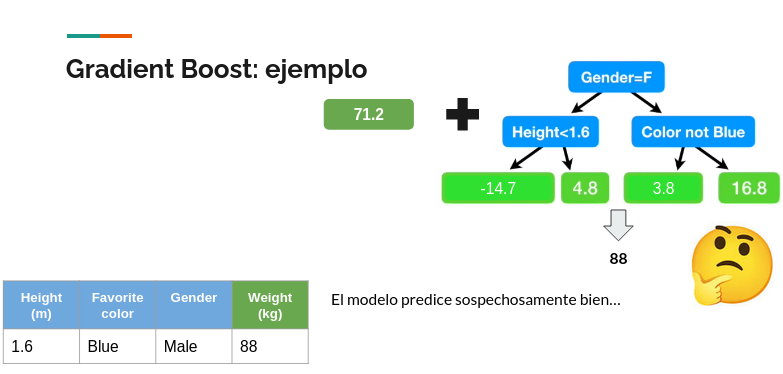 Gradient Boost: ejemplo
71.2
Gender=F
Height<1.6
Color not Blue
-14.7
4.8
3.8
16.8
88
El modelo predice sospechosamente bien...
Height (m) Favorite color Gender Weight (kg)
1.6 Blue Male 88